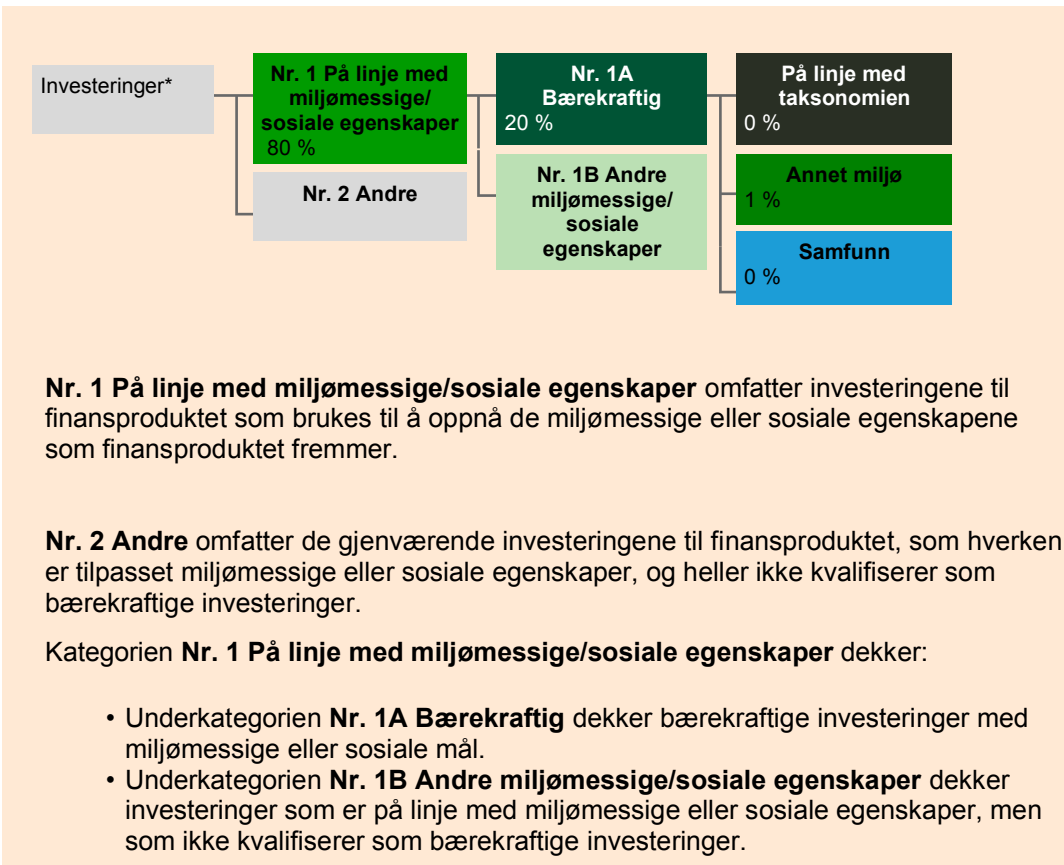 Investeringer*
Nr. 1 På linje med
miljømessige/
sosiale egenskaper
80 %
Nr. 2 Andre
Nr. 1A
Bærekraftig
20 %
Nr. 1B Andre
miljømessige/
sosiale
egenskaper
På linje med
taksonomien
0 %
Annet miljø
1 %
Samfunn
0 %
Nr. 1 På linje med miljømessige/sosiale egenskaper omfatter investeringene til
finansproduktet som brukes til å oppnå de miljømessige eller sosiale egenskapene
som finansproduktet fremmer.
Nr. 2 Andre omfatter de gjenværende investeringene til finansproduktet, som hverken
er tilpasset miljømessige eller sosiale egenskaper, og heller ikke kvalifiserer som
bærekraftige investeringer.
Kategorien Nr. 1 På linje med miljømessige/sosiale egenskaper dekker:
• Underkategorien Nr. 1A Bærekraftig dekker bærekraftige investeringer med
miljømessige eller sosiale mål.
• Underkategorien Nr. 1B Andre miljømessige/sosiale egenskaper dekker
investeringer som er på linje med miljømessige eller sosiale egenskaper, men
som ikke kvalifiserer som bærekraftige investeringer.